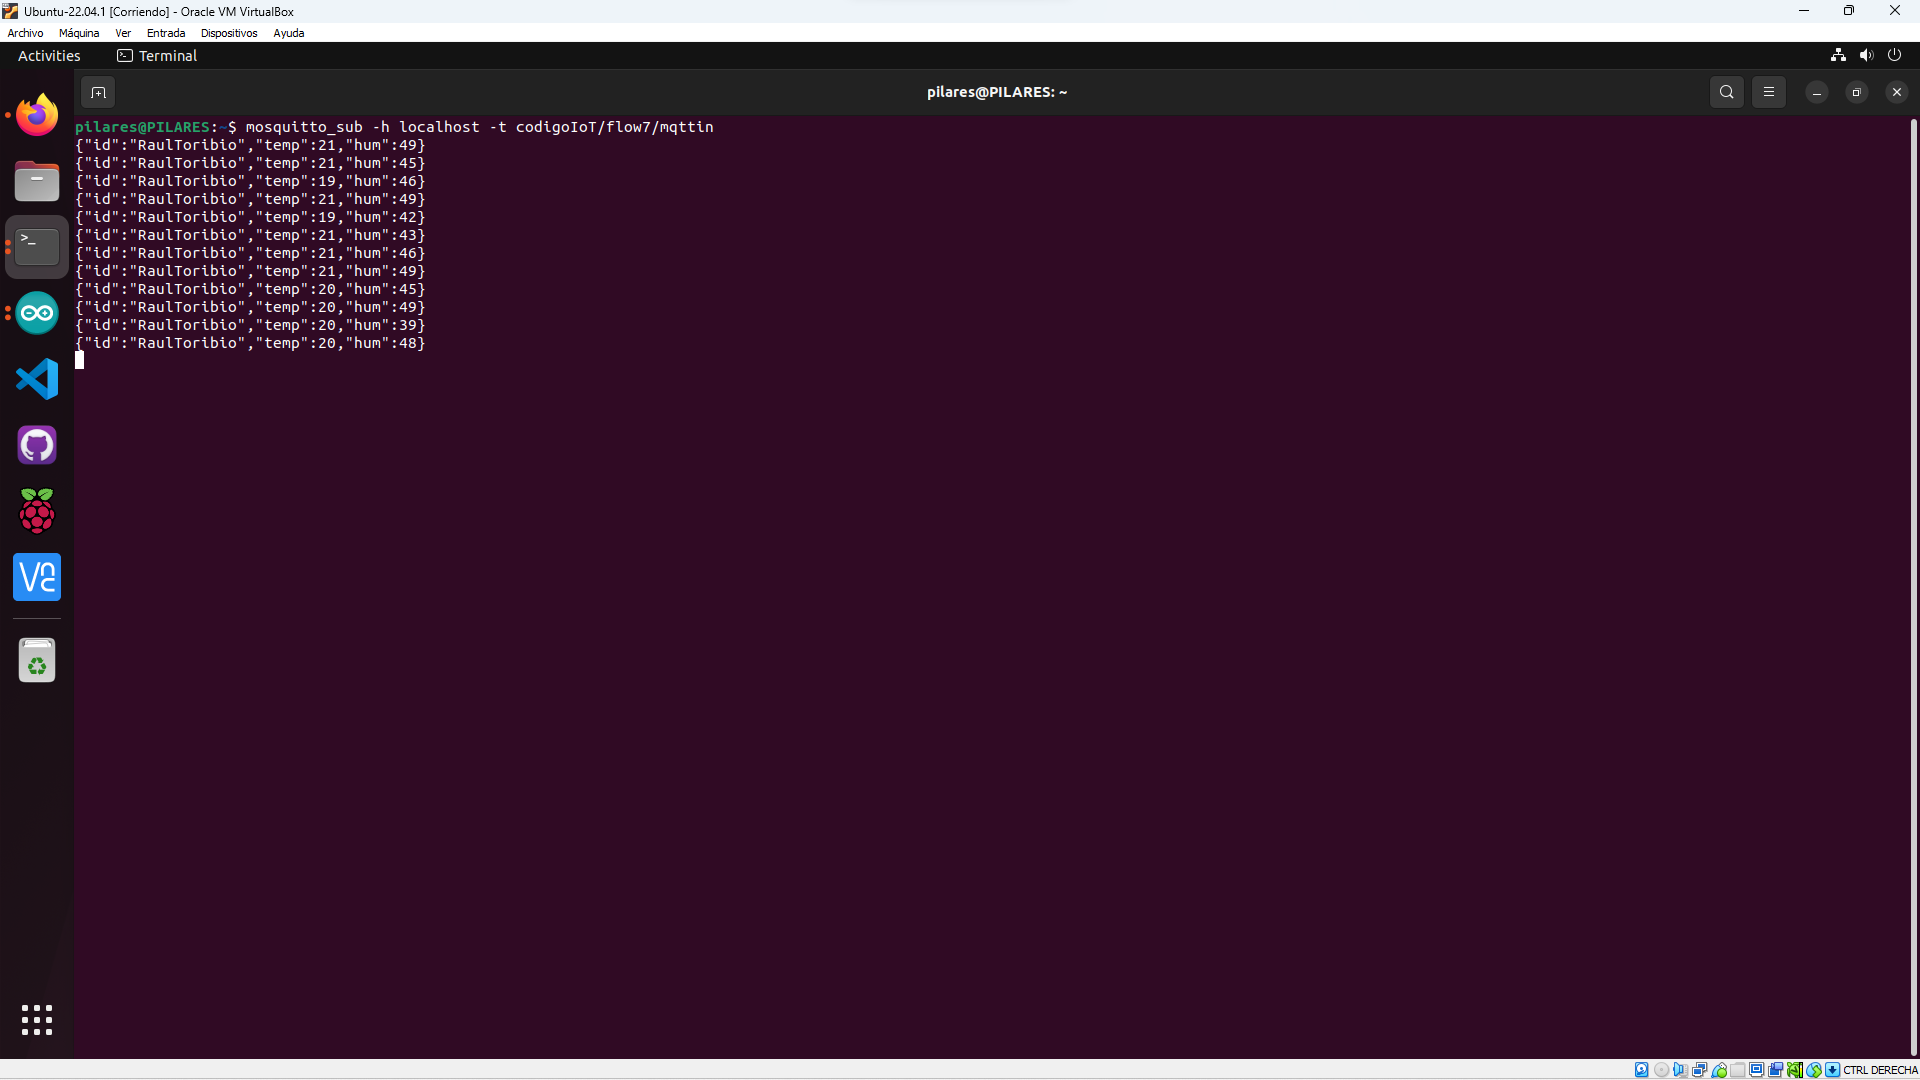 Ubuntu-22.04.1 [Corriendo] - Oracle VM VirtualBox
Archivo Máquina Ver Entrada Dispositivos Ayuda
Activities Terminal
pilares@PILARES: ~
pilares@PILARES:~$ mosquitto_sub -h localhost -t codigoIoT/flow7/mqttin
{"id":"RaulToribio","temp":21,"hum":49}
{"id":"RaulToribio","temp":21,"hum":45}
{"id":"RaulToribio","temp":19,"hum":46}
{"id":"RaulToribio","temp":21,"hum":49}
{"id":"RaulToribio","temp":19,"hum":42}
{"id":"RaulToribio","temp":21,"hum":43}
{"id":"RaulToribio","temp":21,"hum":46}
{"id":"RaulToribio","temp":21,"hum":49}
{"id":"RaulToribio","temp":20,"hum":45}
{"id":"RaulToribio","temp":20,"hum":49}
{"id":"RaulToribio","temp":20,"hum":39}
{"id":"RaulToribio","temp":20,"hum":48}
CTRL DERECHA